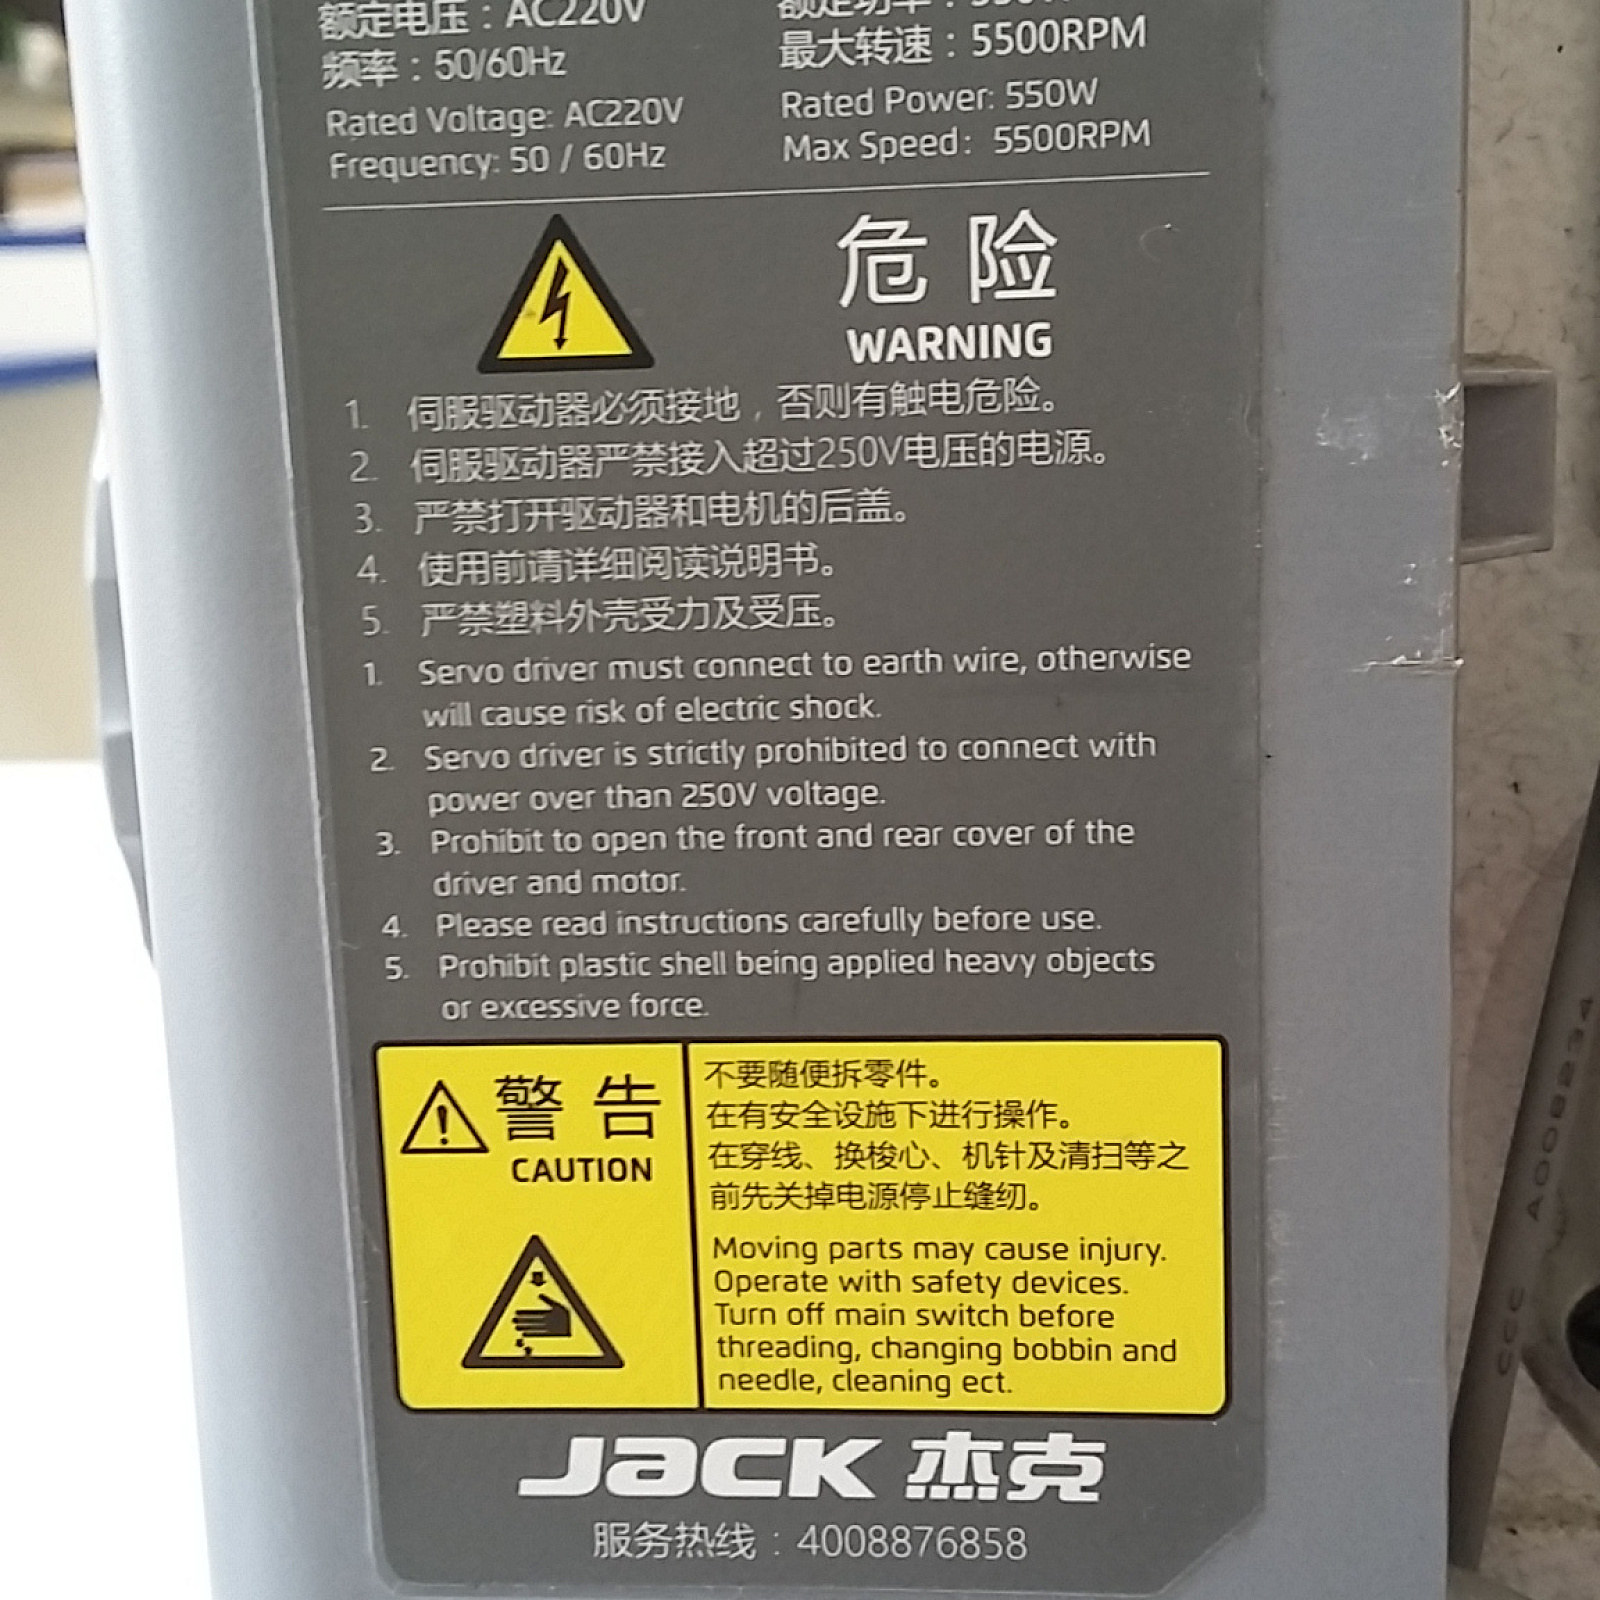 额定电压：AC220V
额定功率：550W
频率：50/60Hz
最大转速：5500RPM
Rated Voltage: AC220V
Rated Power: 550W
Frequency: 50 / 60Hz
Max Speed: 5500RPM
危险
WARNING
1. 伺服驱动器必须接地，否则有触电危险。
2. 伺服驱动器严禁接入超过250V电压的电源。
3. 严禁打开驱动器和电机的后盖。
4. 使用前请详细阅读说明书。
5. 严禁塑料外壳受力及受压。
1. Servo driver must connect to earth wire, otherwise
will cause risk of electric shock.
2. Servo driver is strictly prohibited to connect with
power over than 250V voltage.
3. Prohibit to open the front and rear cover of the
driver and motor.
4. Please read instructions carefully before use.
5. Prohibit plastic shell being applied heavy objects
or excessive force.
警告
CAUTION
不要随便拆零件。
在有安全设施下进行操作。
在穿线、换梭心、机针及清扫等之
前先关掉电源停止缝纫。
Moving parts may cause injury.
Operate with safety devices.
Turn off main switch before
threading, changing bobbin and
needle, cleaning ect.
JACK 杰克
服务热线：4008876858
CCC A008234